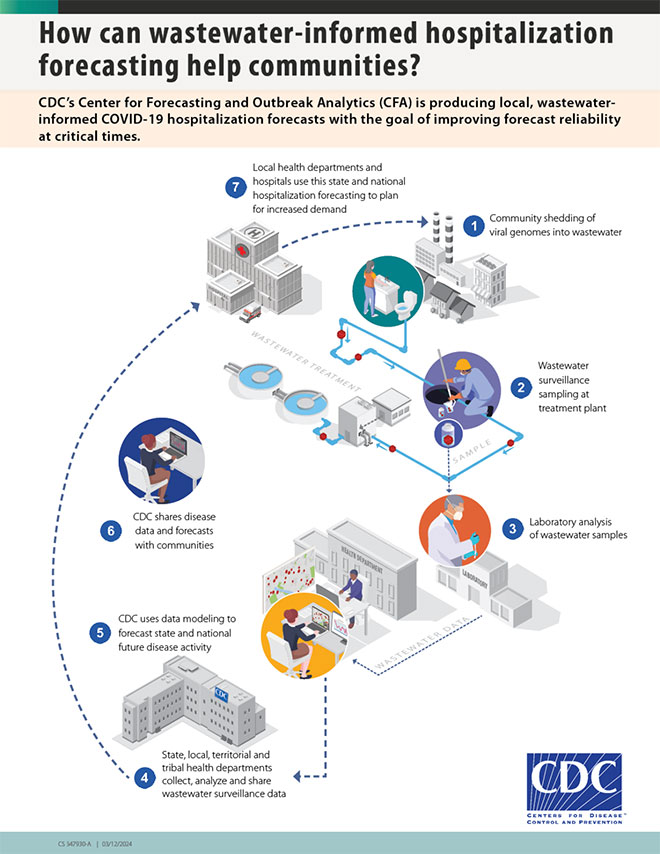 How can wastewater-informed hospitalization
forecasting help communities?
CDC's Center for Forecasting and Outbreak Analytics (CFA) is producing local, wastewater-
informed COVID-19 hospitalization forecasts with the goal of improving forecast reliability
at critical times.
7
Local health departments and
hospitals use this state and national
hospitalization forecasting to plan
for increased demand
H
1
Community shedding of
viral genomes into wastewater
WASTEWATER TREATMENT
2
Wastewater
surveillance
sampling at
treatment plant
SAMPLE
3
Laboratory analysis
of wastewater samples
LABORATORY
HEALTH DEPARTMENT
WASTEWATER DATA
6
CDC shares disease
data and forecasts
with communities
5
CDC uses data modeling to
forecast state and national
future disease activity
CDC
4
State, local, territorial and
tribal health departments
collect, analyze and share
wastewater surveillance data
CDC
CENTERS FOR DISEASE
CONTROL AND PREVENTION
CS 347930-A | 03/12/2024